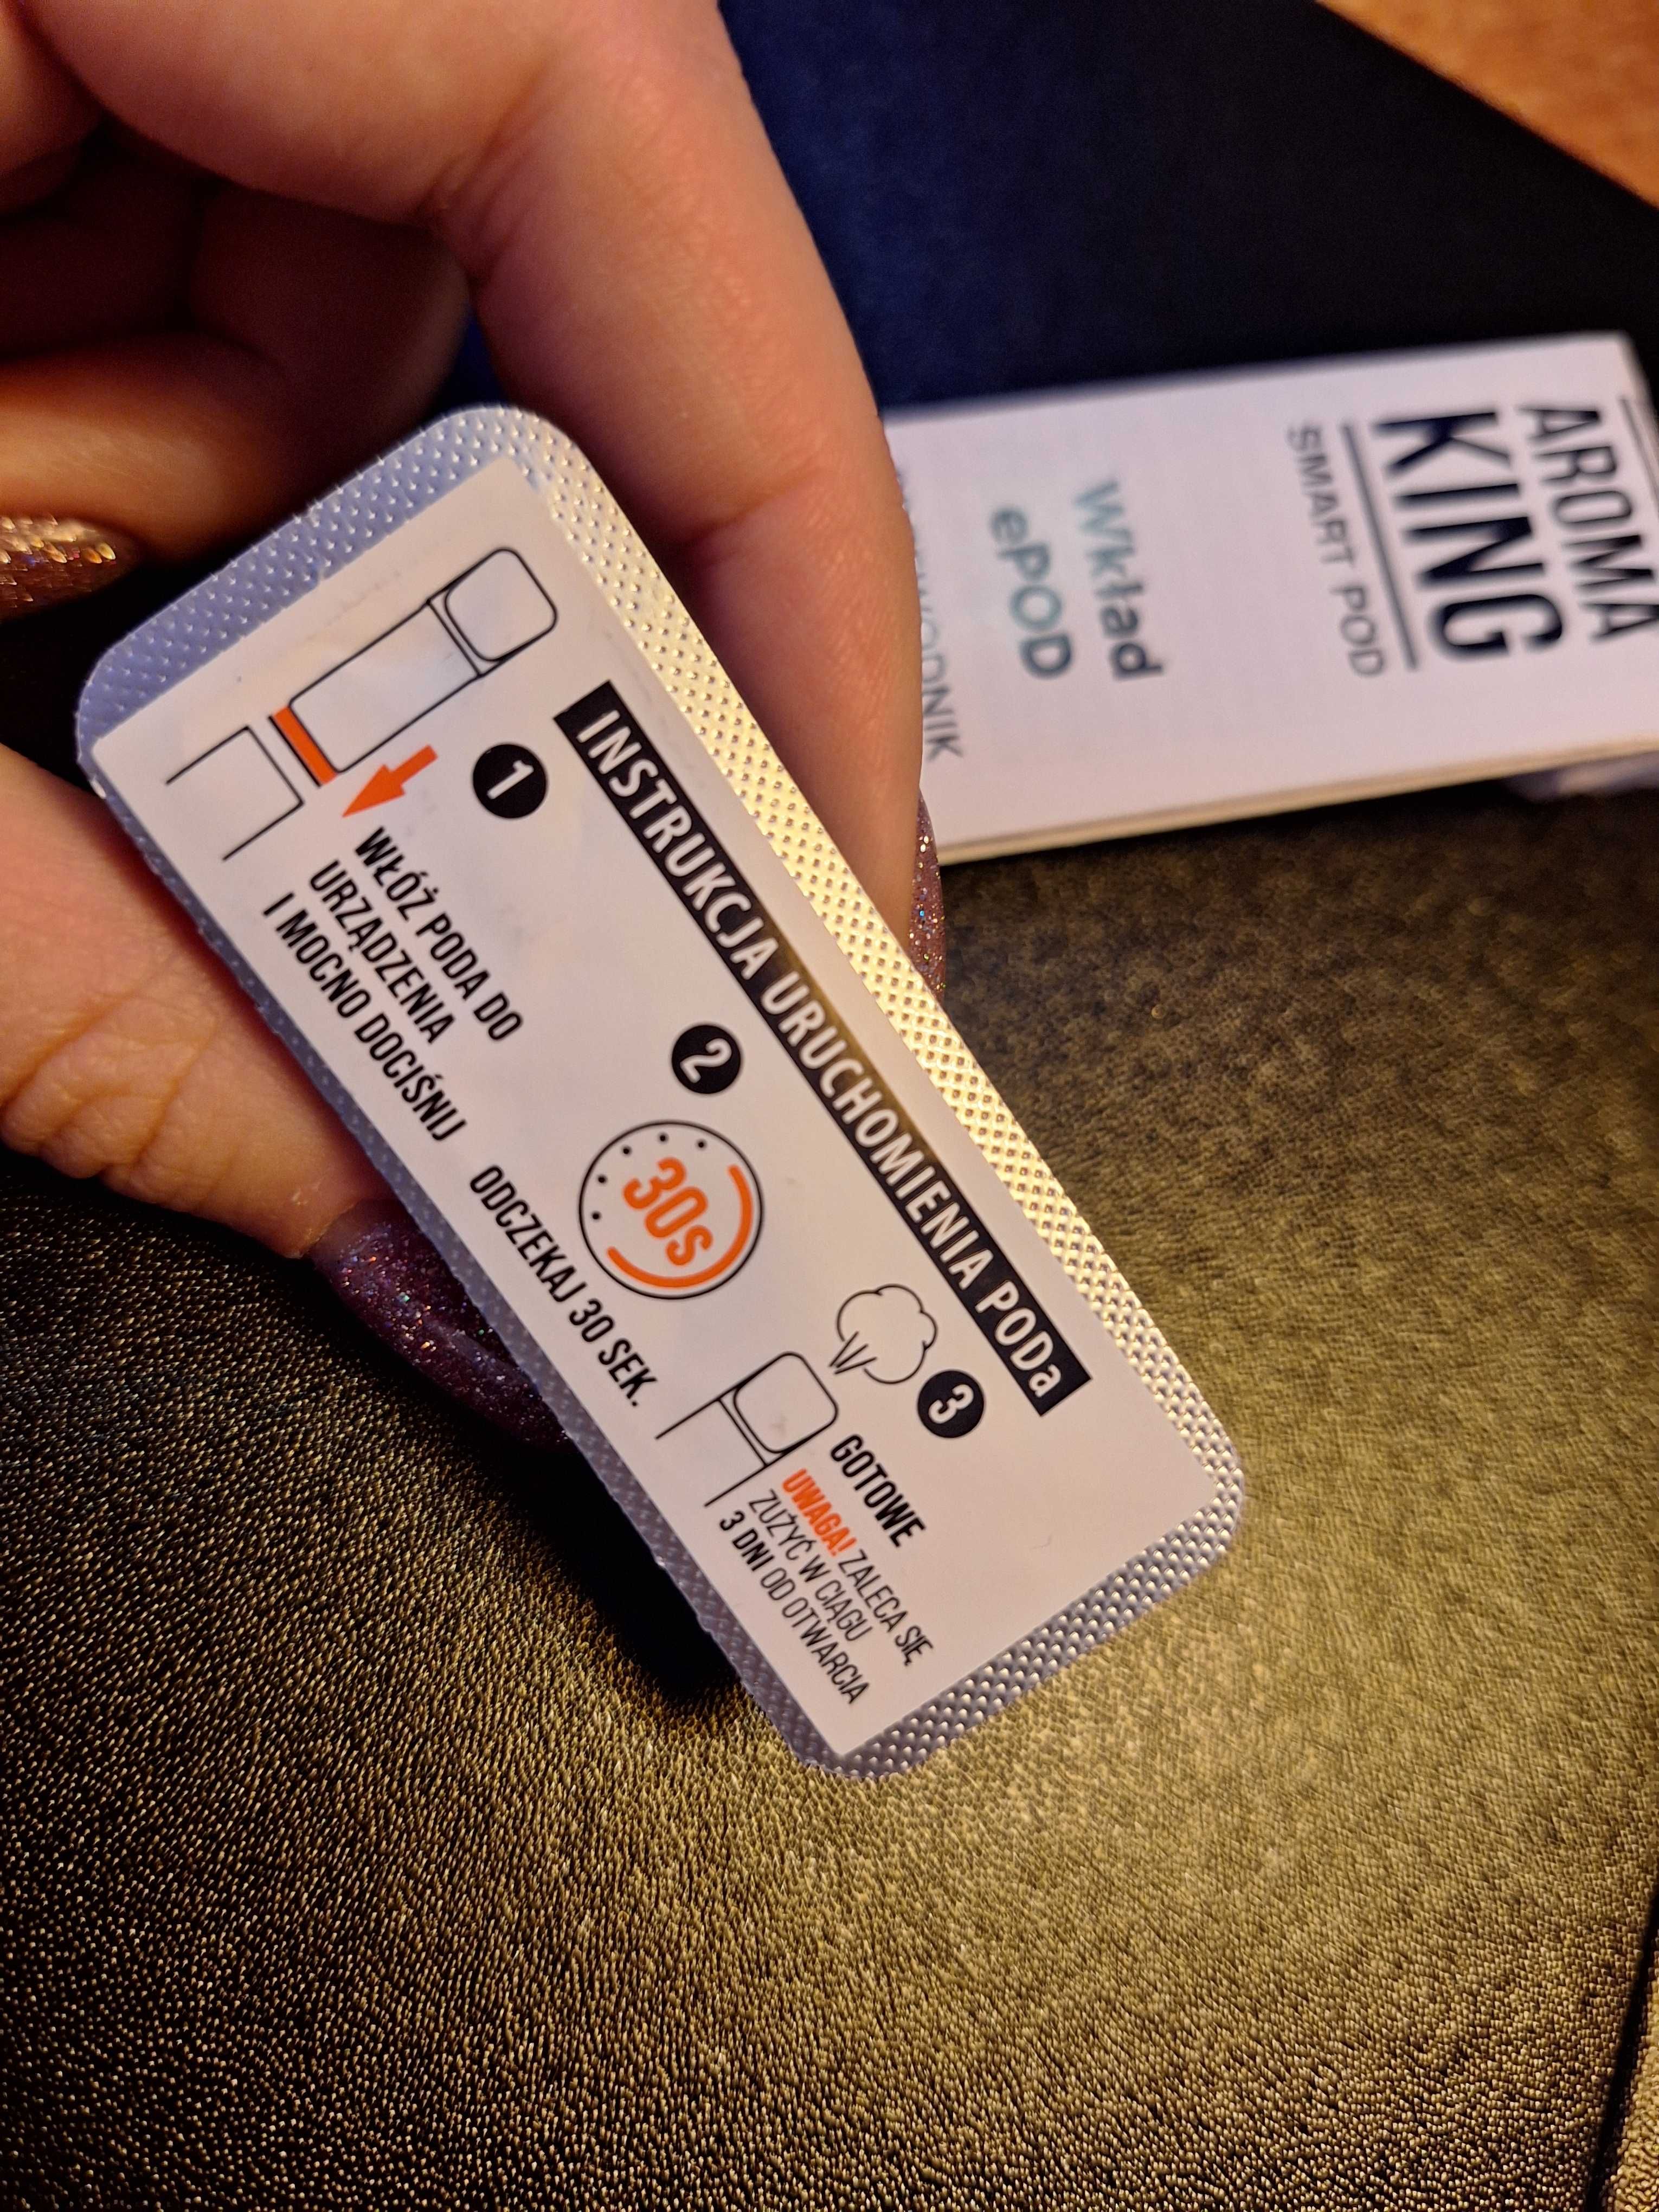 INSTRUKCJA URUCHOMIENIA PODa
1
WŁÓŻ PODA DO
URZĄDZENIA
I MOCNO DOCIŚNIJ
2
30s
ODCZEKAJ 30 SEK.
3
GOTOWE
UWAGA! ZALECA SIĘ
ZUŻYĆ W CIĄGU
3 DNI OD OTWARCIA
AROMA
KING
SMART POD
Wkład
ePOD